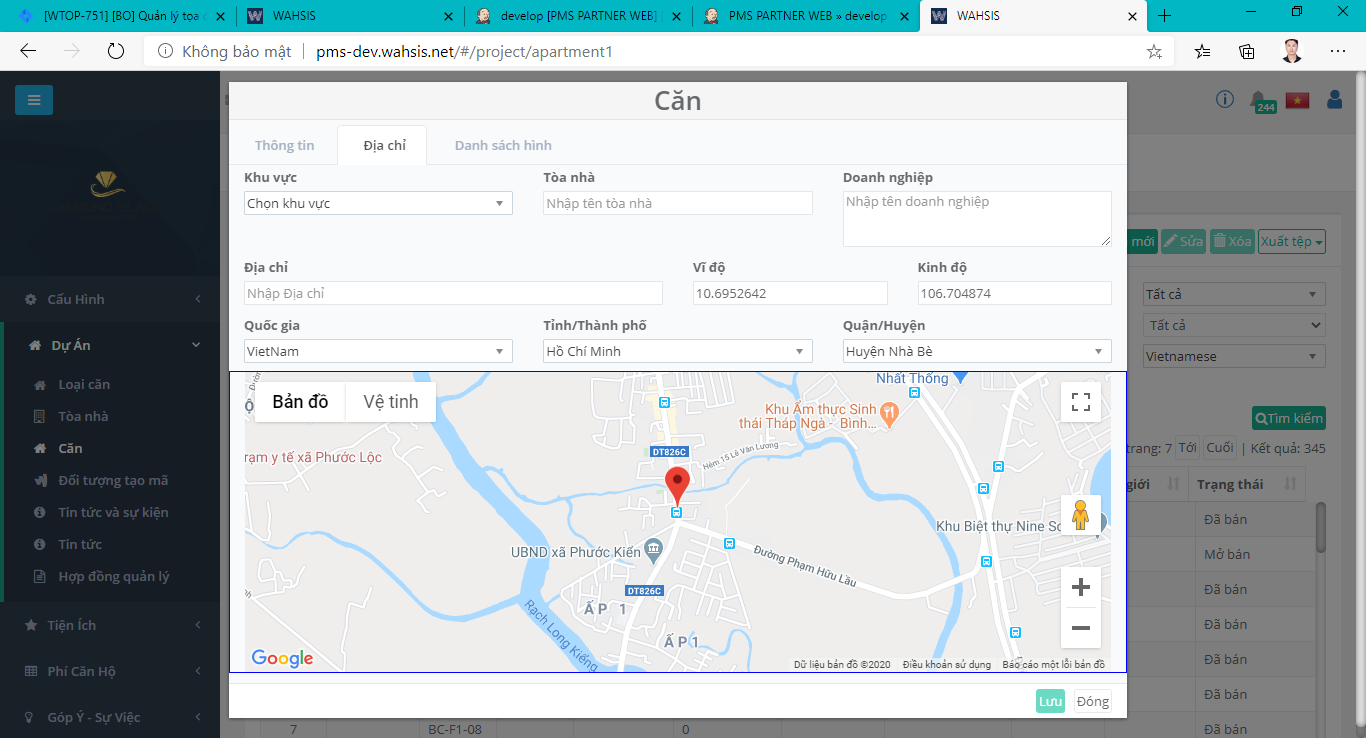 [WTOP-751] [BO] Quản lý tọa
WAHSIS
develop [PMS PARTNER WEB]
PMS PARTNER WEB » develop
WAHSIS
Không bảo mật
pms-dev.wahsis.net/#/project/apartment1
Căn
244
Thông tin
Địa chỉ
Danh sách hình
Khu vực
Tòa nhà
Doanh nghiệp
Chọn khu vực
Nhập tên tòa nhà
Nhập tên doanh nghiệp
Địa chỉ
Vĩ độ
Kinh độ
Nhập Địa chỉ
10.6952642
106.704874
Quốc gia
Tỉnh/Thành phố
Quận/Huyện
VietNam
Hồ Chí Minh
Huyện Nhà Bè
Bản đồ
Vệ tinh
Nhất Thống
Khu Ẩm thực Sinh
thái Tháp Ngà - Bình...
DT826C
Hẻm 15 Lê Văn Lương
rạm y tế xã Phước Lộc
Khu Biệt thự Nine So
UBND xã Phước Kiển
Đường Phạm Hữu Lầu
DT826C
ẤP 1
Rạch Long Kiểng
ẤP 1
Google
Dữ liệu bản đồ ©2020
Điều khoản sử dụng
Báo cáo một lỗi bản đồ
Lưu
Đóng
Cấu Hình
Dự Án
Loại căn
Tòa nhà
Căn
Đối tượng tạo mã
Tin tức và sự kiện
Tin tức
Hợp đồng quản lý
Tiện Ích
Phí Căn Hộ
Góp Ý - Sự Việc
mới
Sửa
Xóa
Xuất tệp
Tất cả
Tất cả
Vietnamese
Tìm kiếm
trang: 7
Tới
Cuối
| Kết quả: 345
giới
Trạng thái
Đã bán
Mở bán
Đã bán
Đã bán
Đã bán
Đã bán
7
BC-F1-08
0
Đã bán